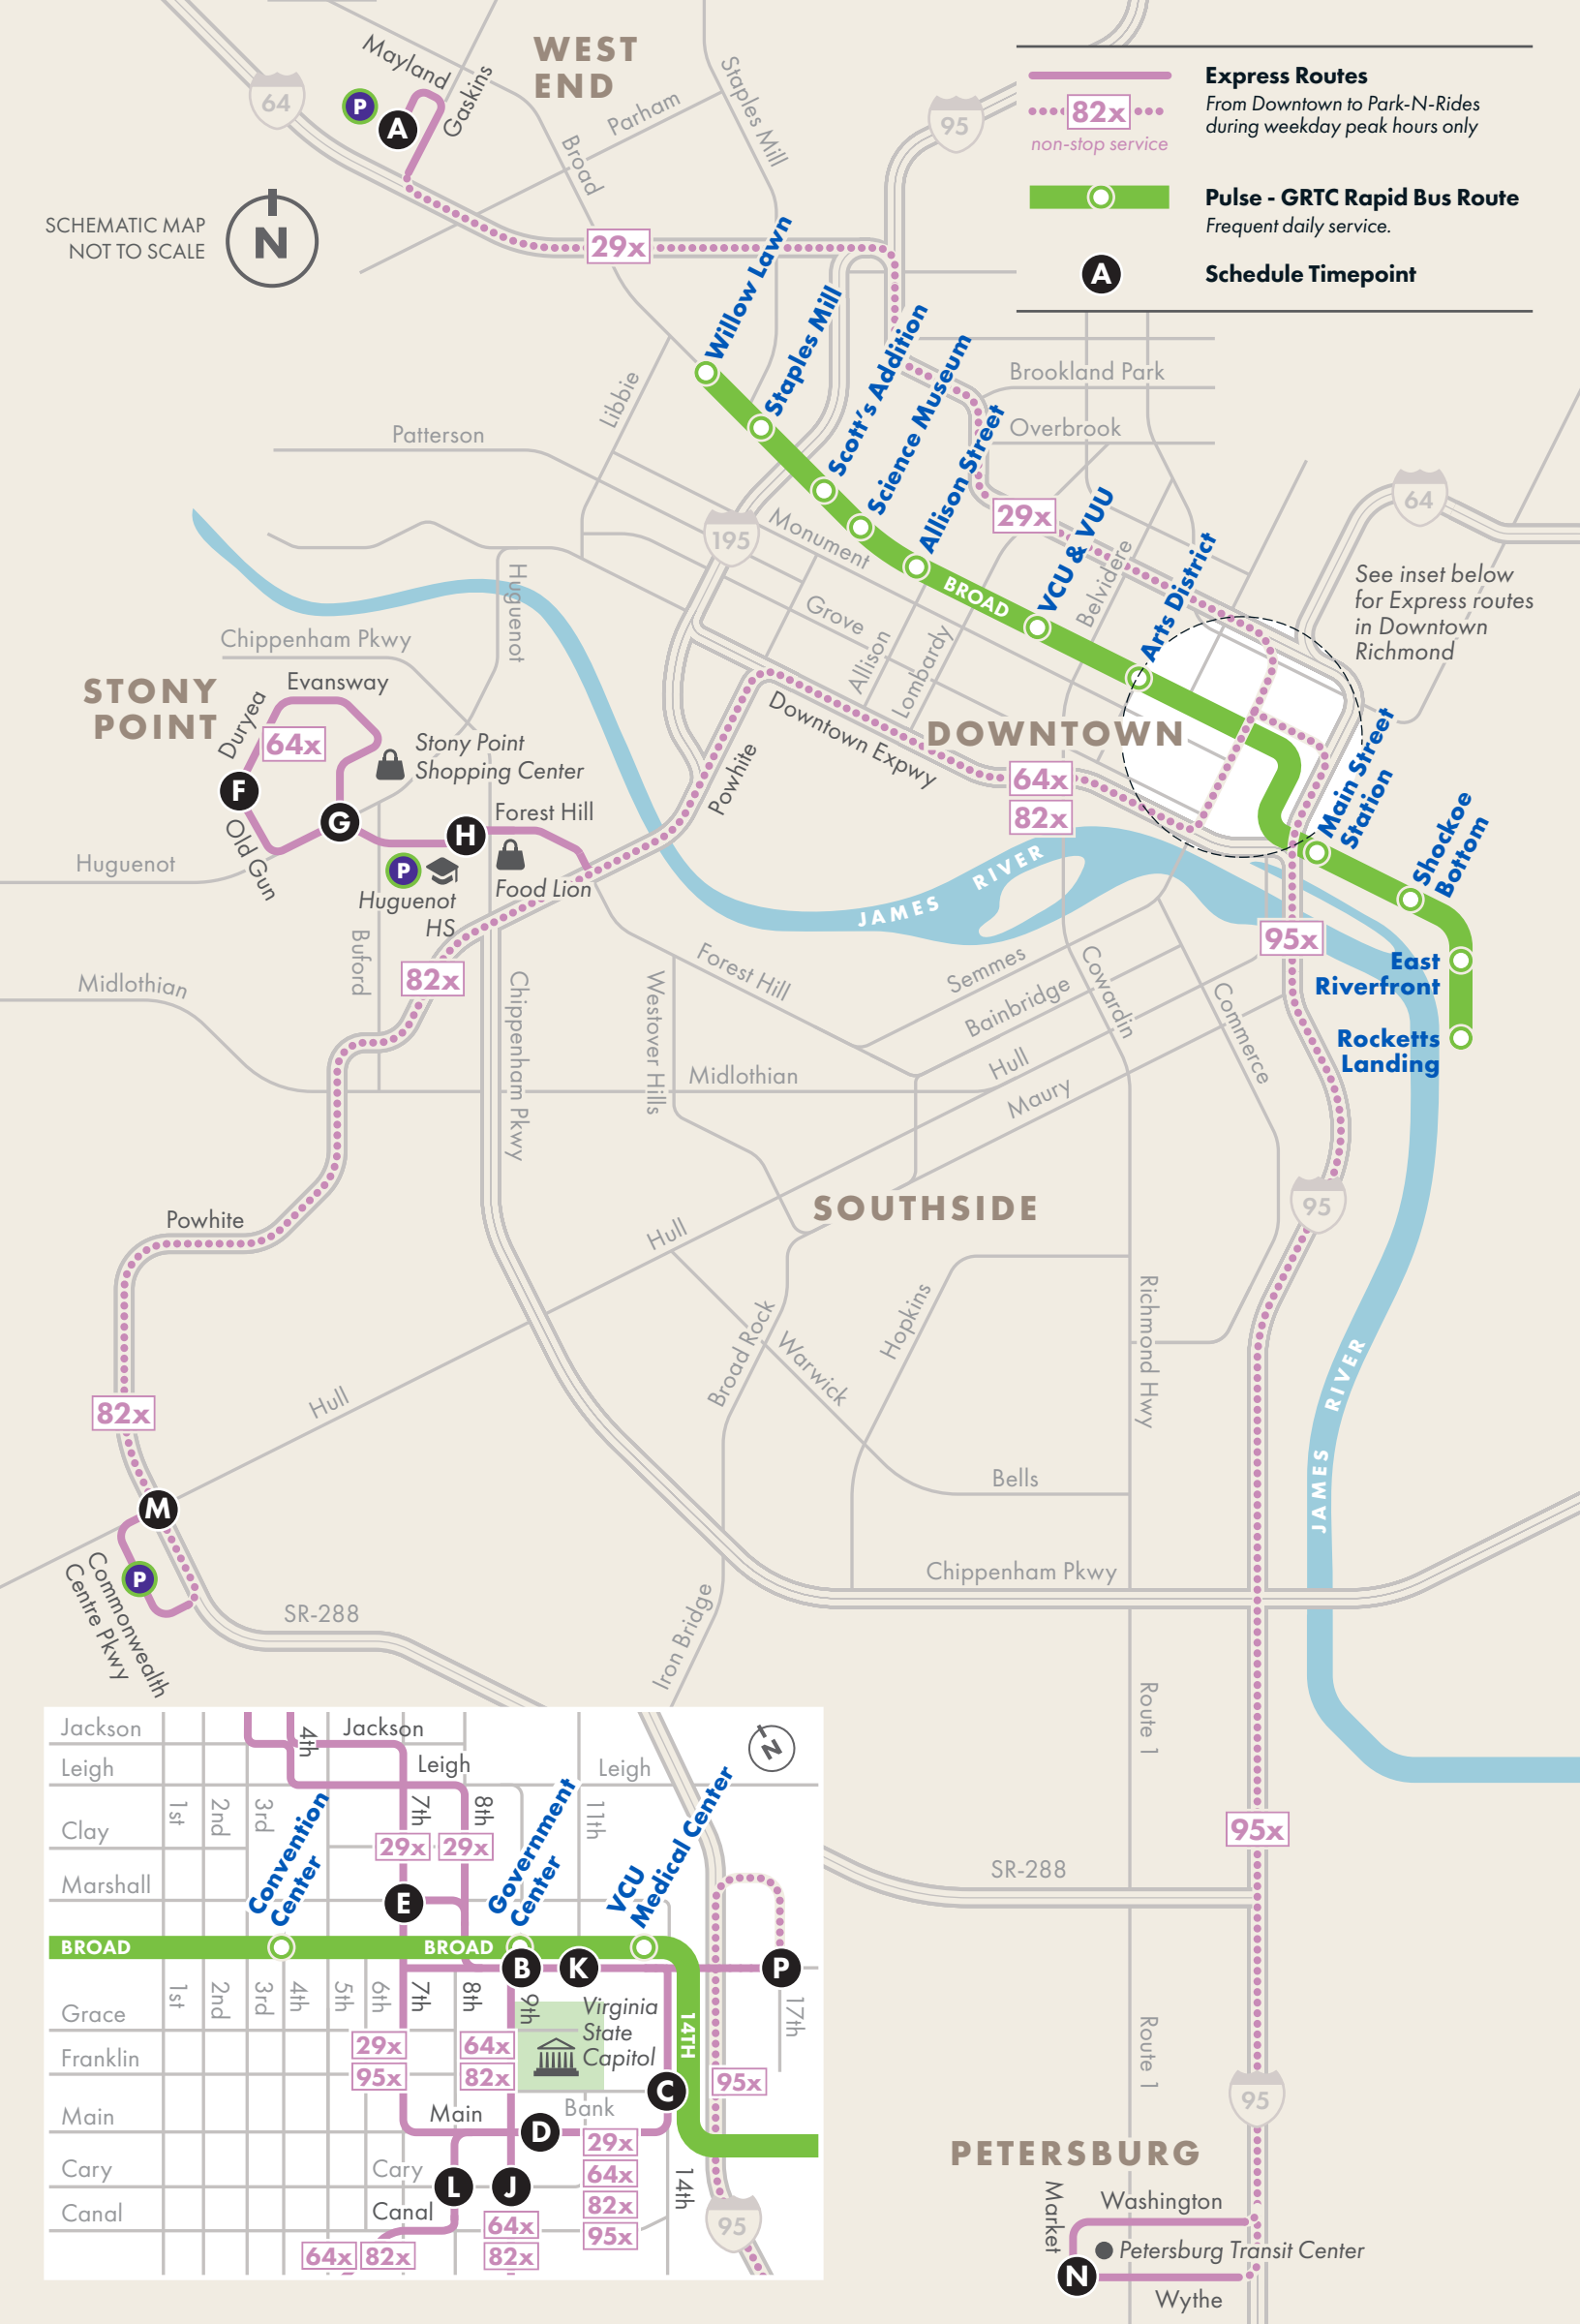 WEST
END
Mayland
Gaskins
P
A
64
Parham
Broad
Staples Mill
95
Express Routes
82x
From Downtown to Park-N-Rides
during weekday peak hours only
non-stop service
Pulse - GRTC Rapid Bus Route
Frequent daily service.
A
Schedule Timepoint
SCHEMATIC MAP
NOT TO SCALE
N
29x
Willow Lawn
Staples Mill
Scott's Addition
Science Museum
Allison Street
VCU & VUU
Arts District
Main Street
Station
Shockoe
Bottom
East
Riverfront
Rocketts
Landing
Libbie
Patterson
Brookland Park
Overbrook
29x
64
195
Monument
BROAD
Belvidere
Grove
Allison
Lombardy
See inset below
for Express routes
in Downtown
Richmond
Huguenot
Chippenham Pkwy
STONY
POINT
Evansway
Duryea
64x
Stony Point
Shopping Center
F
G
H
Forest Hill
Old Gun
Huguenot
P
Huguenot
HS
Food Lion
Powhite
Downtown Expwy
DOWNTOWN
64x
82x
JAMES
RIVER
95x
82x
Buford
Midlothian
Chippenham Pkwy
Westover Hills
Forest Hill
Semmes
Bainbridge
Cowardin
Commerce
Hull
Maury
Midlothian
SOUTHSIDE
95
Powhite
Hull
Broad Rock
Warwick
Hopkins
Richmond Hwy
JAMES
RIVER
82x
Hull
Bells
M
P
Commonwealth
Centre Pkwy
SR-288
Chippenham Pkwy
Iron Bridge
Route 1
95x
SR-288
Route 1
95
PETERSBURG
Market
Washington
Petersburg Transit Center
N
Wythe
Jackson
4th
Jackson
N
Leigh
Leigh
Leigh
1st
2nd
3rd
7th
8th
11th
Clay
29x
29x
Convention
Center
Government
Center
VCU
Medical Center
Marshall
E
BROAD
BROAD
B
K
P
1st
2nd
3rd
4th
5th
6th
7th
8th
9th
14TH
17th
Grace
Virginia
State
Capitol
29x
64x
Franklin
95x
82x
C
95x
Main
Main
D
Bank
29x
Cary
Cary
64x
14th
L
J
82x
Canal
Canal
64x
95x
95
64x
82x
82x